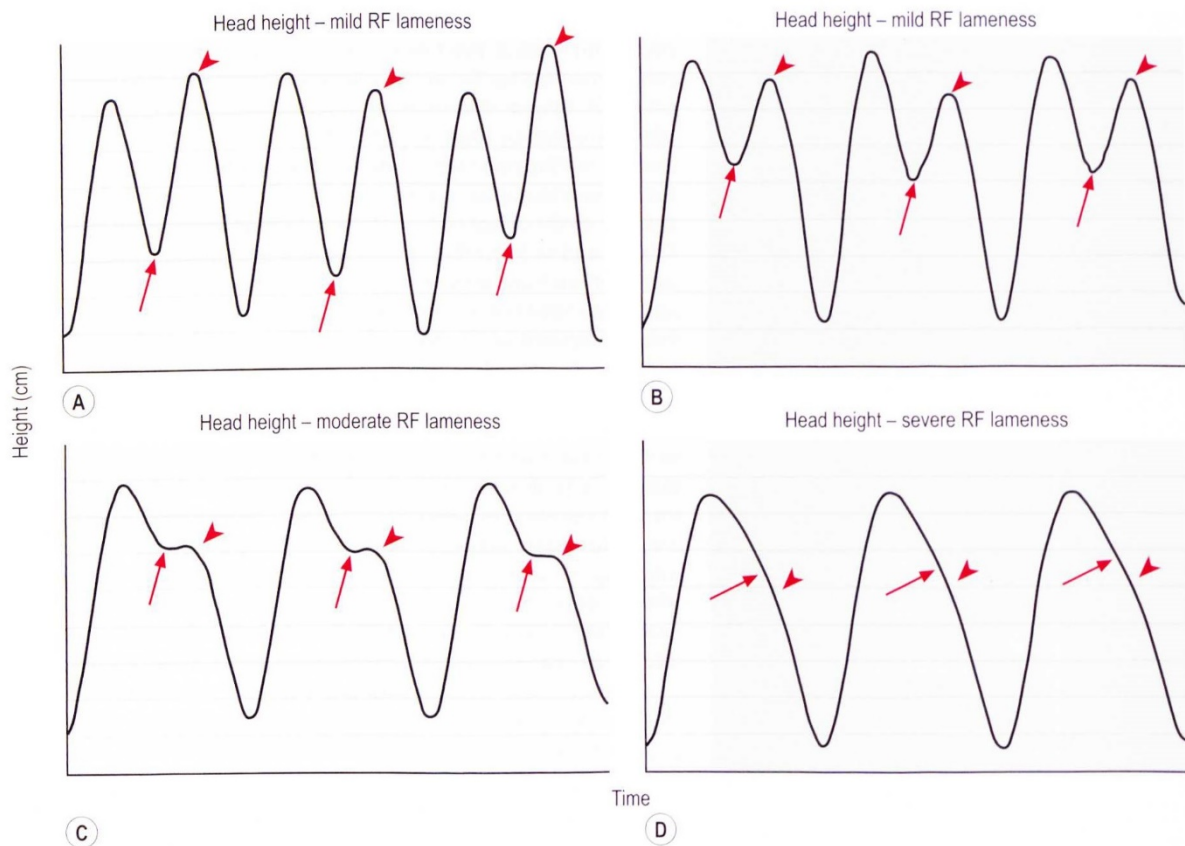 Head height – mild RF lameness
Head height – mild RF lameness
A
B
Height (cm)
Head height – moderate RF lameness
Head height – severe RF lameness
Time
C
D